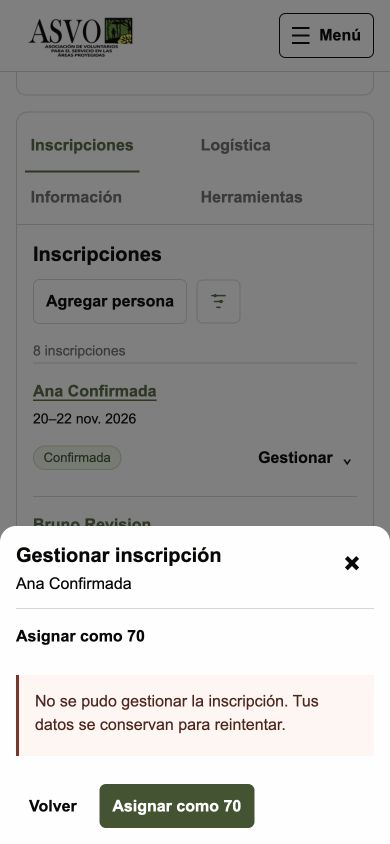 ASVO
ASOCIACIÓN DE VOLUNTARIOS
PARA EL SERVICIO EN LAS
ÁREAS PROTEGIDAS
Menú
Inscripciones
Logística
Información
Herramientas
Inscripciones
Agregar persona
8 inscripciones
Ana Confirmada
20–22 nov. 2026
Confirmada
Gestionar
Bruno Revision
Gestionar inscripción
Ana Confirmada
Asignar como 70
No se pudo gestionar la inscripción. Tus
datos se conservan para reintentar.
Volver
Asignar como 70